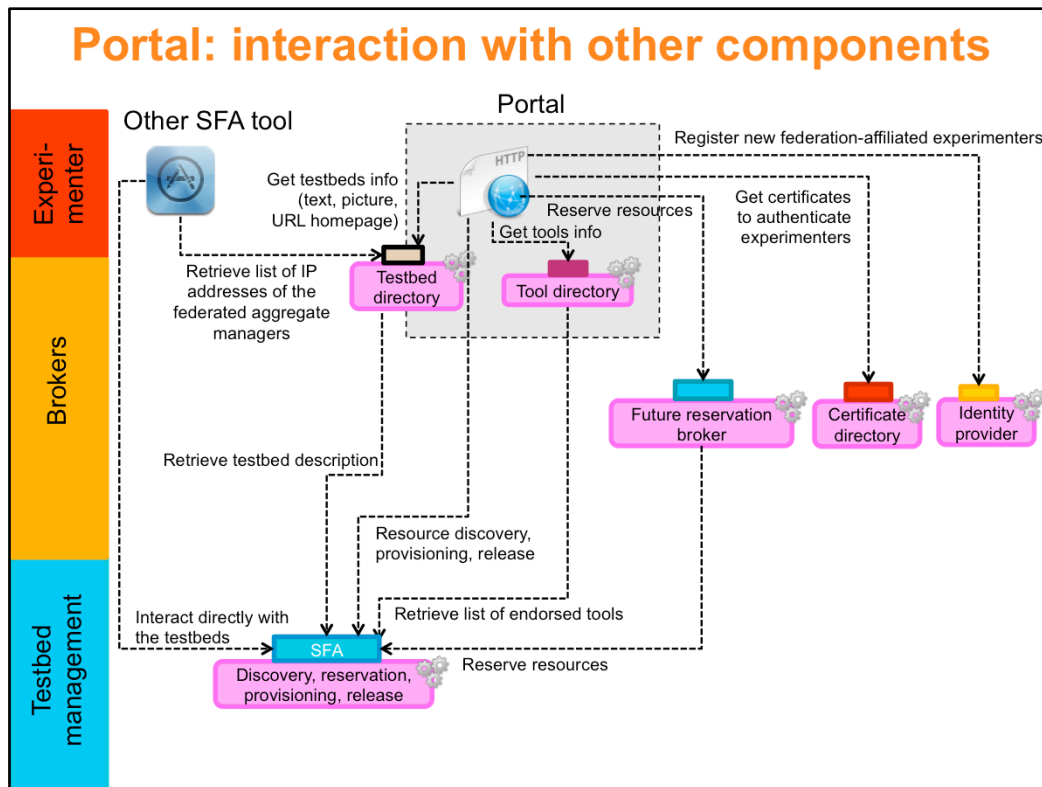 Portal: interaction with other components
Experi-
menter
Brokers
Testbed
management
Other SFA tool
Portal
HTTP
Register new federation-affiliated experimenters
Get testbeds info
(text, picture,
URL homepage)
Reserve resources
Get certificates
to authenticate
experimenters
Get tools info
Retrieve list of IP
addresses of the
federated aggregate
managers
Testbed
directory
Tool directory
Future reservation
broker
Certificate
directory
Identity
provider
Retrieve testbed description
Resource discovery,
provisioning, release
Retrieve list of endorsed tools
Interact directly with
the testbeds
SFA
Reserve resources
Discovery, reservation,
provisioning, release